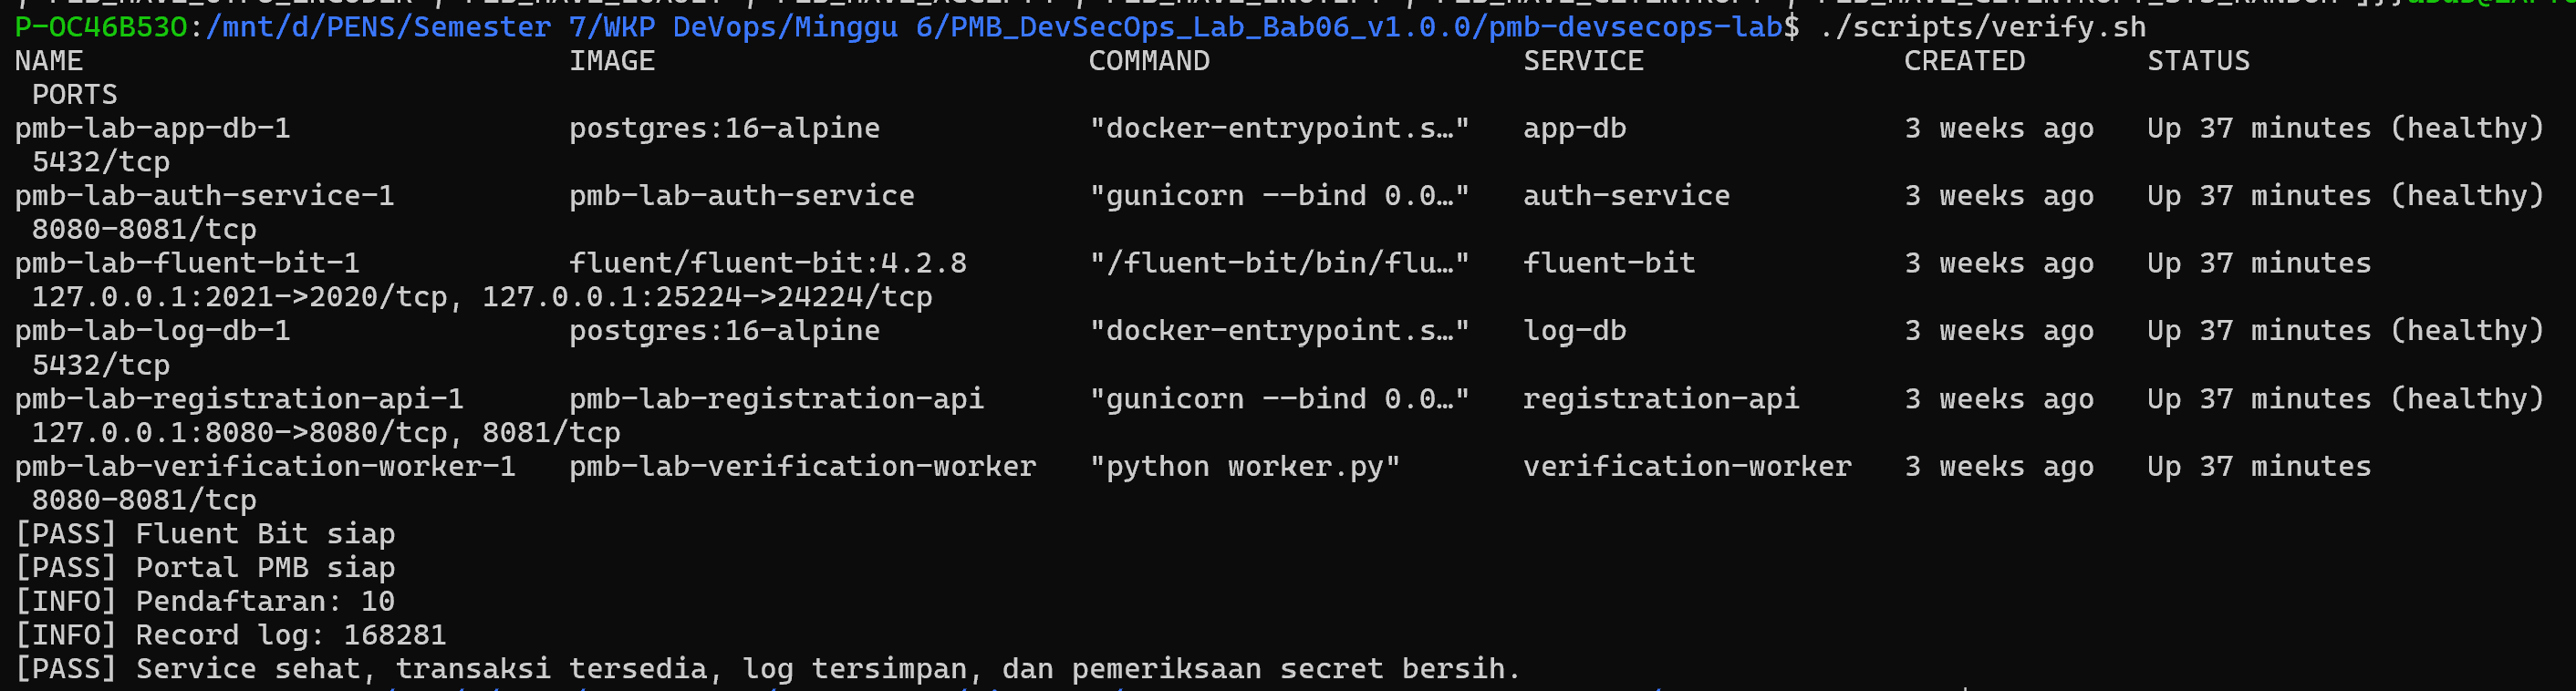 P-OC46B530:/mnt/d/PENS/Semester 7/WKP DeVops/Minggu 6/PMB_DevSecOps_Lab_Bab06_v1.0.0/pmb-devsecops-lab$ ./scripts/verify.sh
NAME IMAGE COMMAND SERVICE CREATED STATUS
PORTS
pmb-lab-app-db-1 postgres:16-alpine "docker-entrypoint.s…" app-db 3 weeks ago Up 37 minutes (healthy)
5432/tcp
pmb-lab-auth-service-1 pmb-lab-auth-service "gunicorn --bind 0.0…" auth-service 3 weeks ago Up 37 minutes (healthy)
8080-8081/tcp
pmb-lab-fluent-bit-1 fluent/fluent-bit:4.2.8 "/fluent-bit/bin/flu…" fluent-bit 3 weeks ago Up 37 minutes
127.0.0.1:2021->2020/tcp, 127.0.0.1:25224->24224/tcp
pmb-lab-log-db-1 postgres:16-alpine "docker-entrypoint.s…" log-db 3 weeks ago Up 37 minutes (healthy)
5432/tcp
pmb-lab-registration-api-1 pmb-lab-registration-api "gunicorn --bind 0.0…" registration-api 3 weeks ago Up 37 minutes (healthy)
127.0.0.1:8080->8080/tcp, 8081/tcp
pmb-lab-verification-worker-1 pmb-lab-verification-worker "python worker.py" verification-worker 3 weeks ago Up 37 minutes
8080-8081/tcp
[PASS] Fluent Bit siap
[PASS] Portal PMB siap
[INFO] Pendaftaran: 10
[INFO] Record log: 168281
[PASS] Service sehat, transaksi tersedia, log tersimpan, dan pemeriksaan secret bersih.